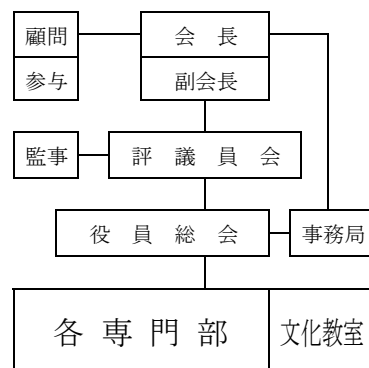 顧問
会 長
参与
副会長
監事
評 議 員 会
役 員 総 会
事務局
各 専 門 部
文化教室